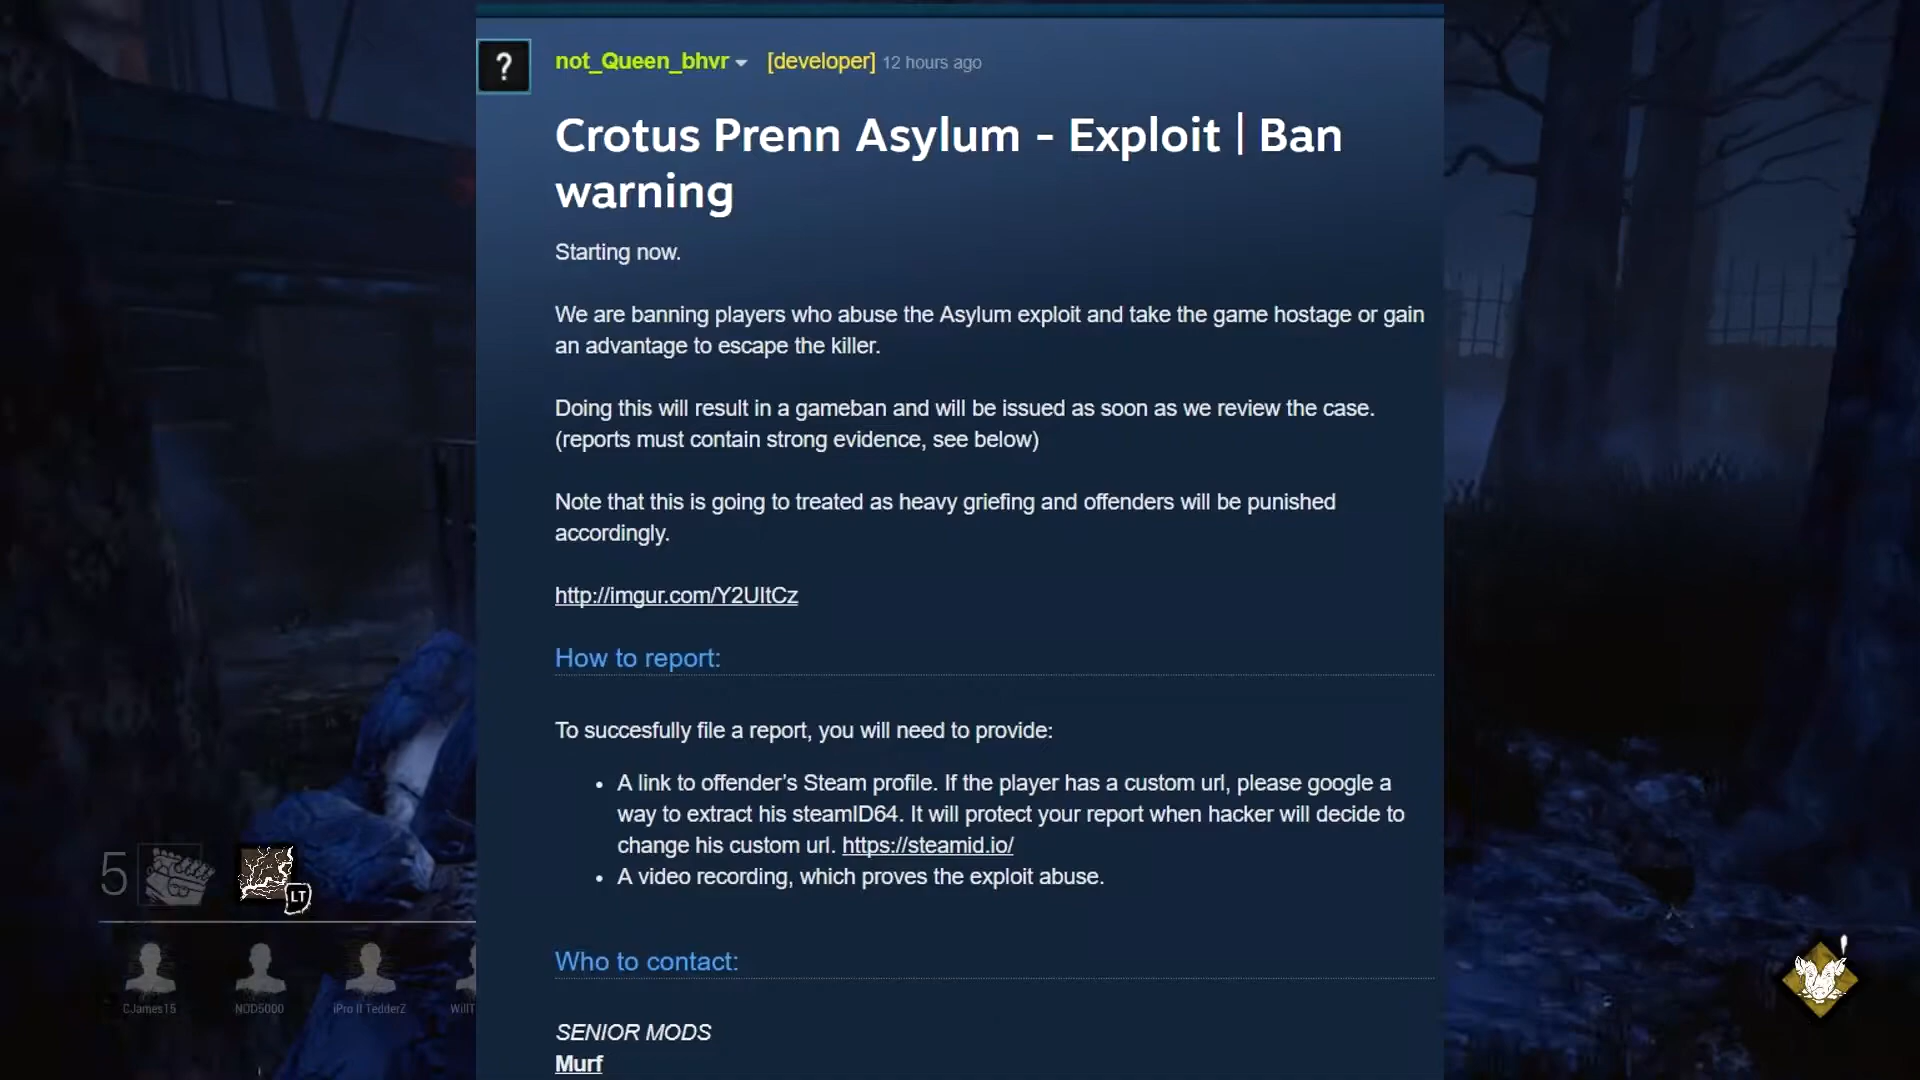 ?
not_Queen_bhvr [developer] 12 hours ago
Crotus Prenn Asylum - Exploit | Ban
warning
Starting now.
We are banning players who abuse the Asylum exploit and take the game hostage or gain
an advantage to escape the killer.
Doing this will result in a gameban and will be issued as soon as we review the case.
(reports must contain strong evidence, see below)
Note that this is going to treated as heavy griefing and offenders will be punished
accordingly.
http://imgur.com/Y2UItCz
How to report:
To succesfully file a report, you will need to provide:
• A link to offender's Steam profile. If the player has a custom url, please google a
way to extract his steamID64. It will protect your report when hacker will decide to
change his custom url. https://steamid.io/
• A video recording, which proves the exploit abuse.
Who to contact:
SENIOR MODS
Murf
5
LT
CJames15 NOD5000 iPro II TedderZ WillT